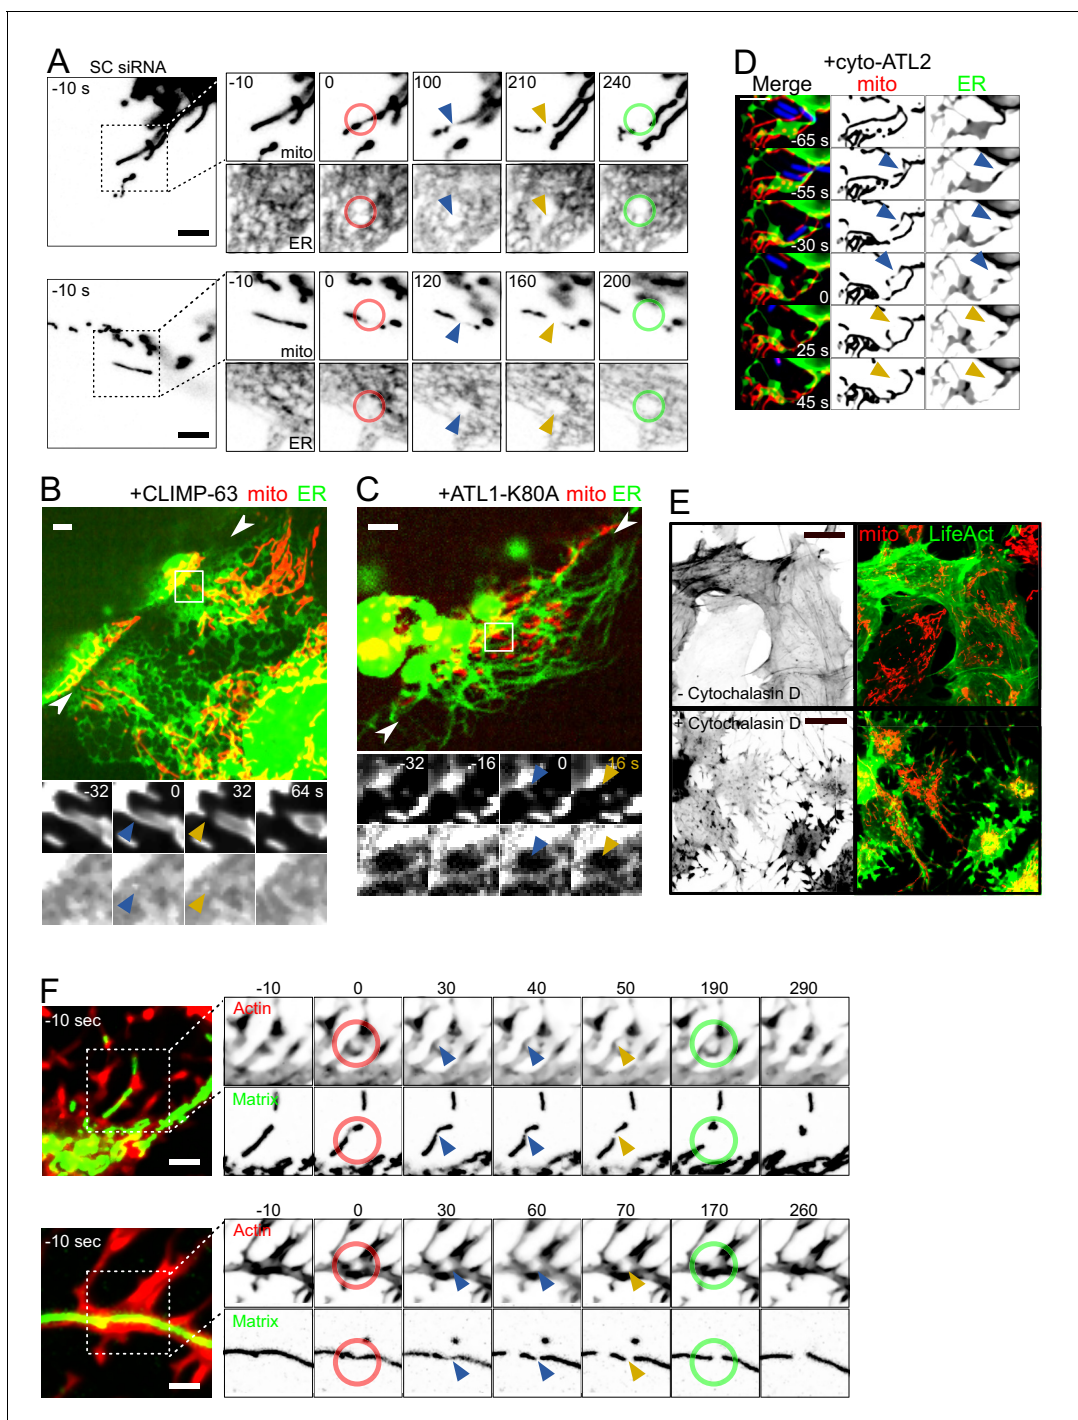 A
SC siRNA
-10 s
-10
0
100
210
240
mito
ER
-10 s
-10
0
120
160
200
mito
ER
D
+cyto-ATL2
Merge mito ER
-65 s
-55 s
-30 s
0
25 s
45 s
B
+CLIMP-63 mito ER
-32
0
32
64 s
C
+ATL1-K80A mito ER
-32
-16
0
16 s
E
mito LifeAct
- Cytochalasin D
+ Cytochalasin D
F
-10 sec
-10
0
30
40
50
190
290
Actin
Matrix
-10 sec
-10
0
30
60
70
170
260
Actin
Matrix